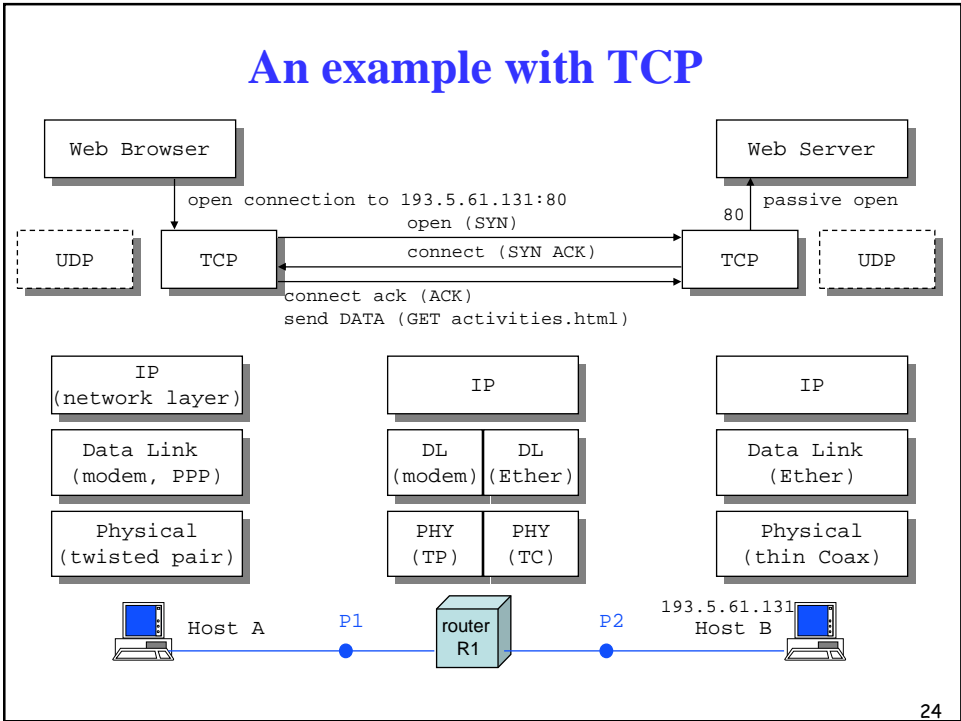 An example with TCP
Web Browser
Web Server
open connection to 193.5.61.131:80
80
passive open
open (SYN)
connect (SYN ACK)
UDP
TCP
TCP
UDP
connect ack (ACK)
send DATA (GET activities.html)
IP
(network layer)
IP
IP
Data Link
(modem, PPP)
DL
(modem)
DL
(Ether)
Data Link
(Ether)
Physical
(twisted pair)
PHY
(TP)
PHY
(TC)
Physical
(thin Coax)
Host A
P1
router
R1
P2
193.5.61.131
Host B
24